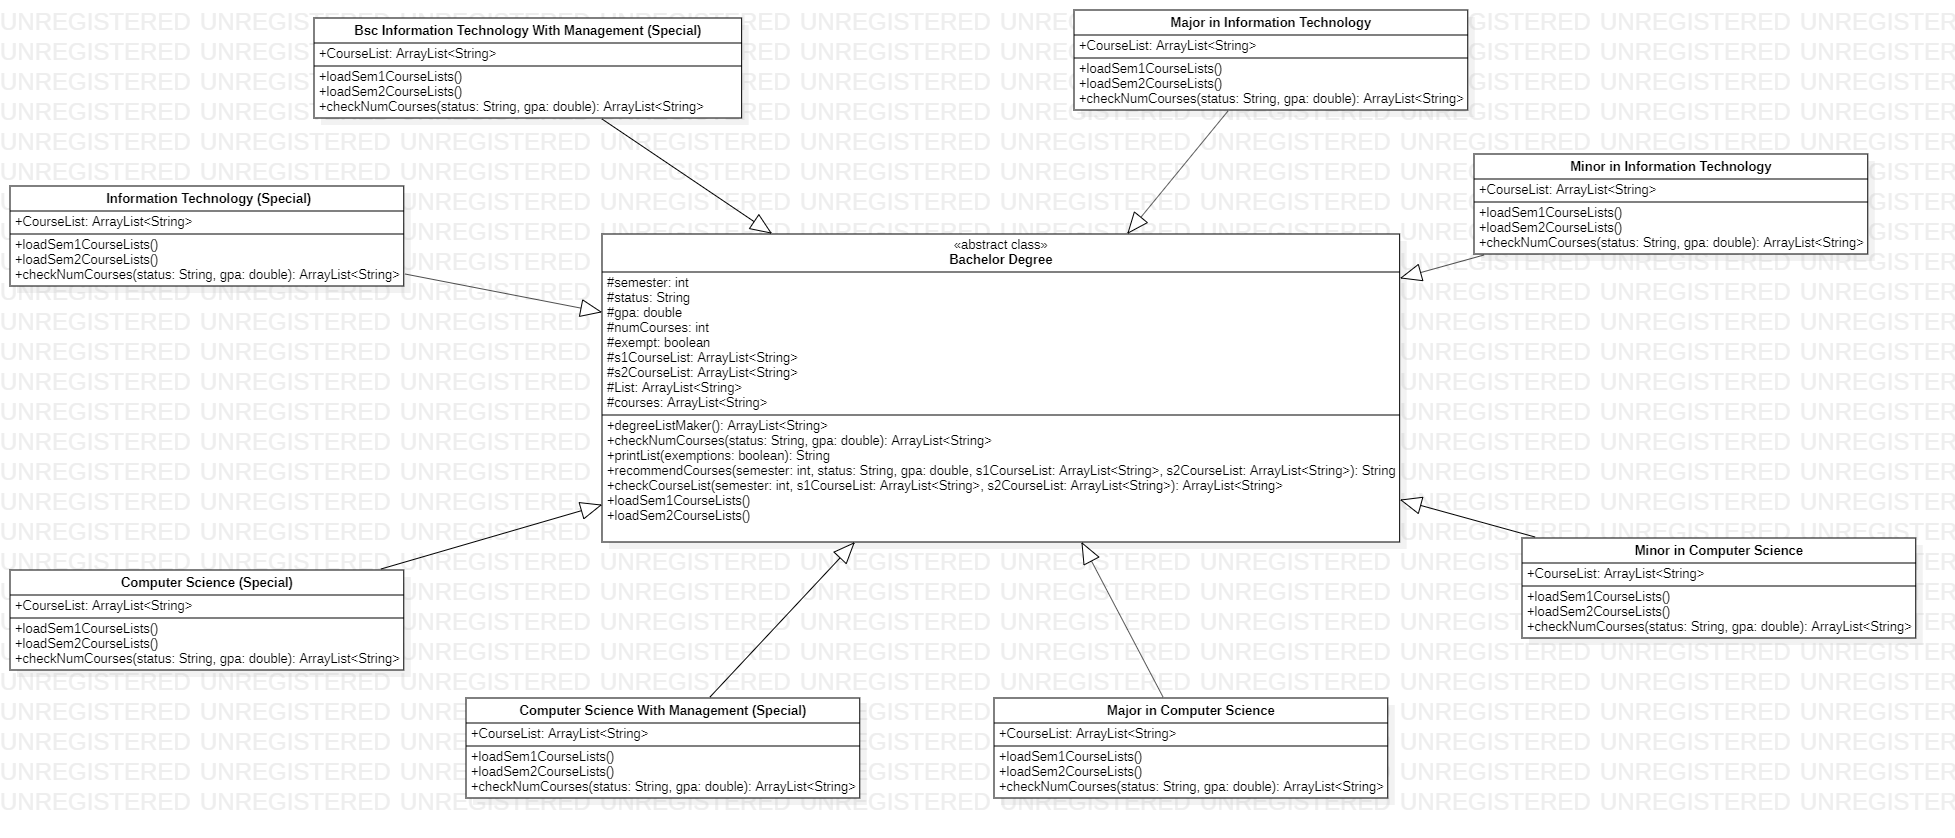 Bsc Information Technology With Management (Special)
+CourseList: ArrayList<String>
+loadSem1CourseLists()
+loadSem2CourseLists()
+checkNumCourses(status: String, gpa: double): ArrayList<String>
Major in Information Technology
+CourseList: ArrayList<String>
+loadSem1CourseLists()
+loadSem2CourseLists()
+checkNumCourses(status: String, gpa: double): ArrayList<String>
Minor in Information Technology
+CourseList: ArrayList<String>
+loadSem1CourseLists()
+loadSem2CourseLists()
+checkNumCourses(status: String, gpa: double): ArrayList<String>
Information Technology (Special)
+CourseList: ArrayList<String>
+loadSem1CourseLists()
+loadSem2CourseLists()
+checkNumCourses(status: String, gpa: double): ArrayList<String>
«abstract class»
Bachelor Degree
#semester: int
#status: String
#gpa: double
#numCourses: int
#exempt: boolean
#s1CourseList: ArrayList<String>
#s2CourseList: ArrayList<String>
#List: ArrayList<String>
#courses: ArrayList<String>
+degreeListMaker(): ArrayList<String>
+checkNumCourses(status: String, gpa: double): ArrayList<String>
+printList(exemptions: boolean): String
+recommendCourses(semester: int, status: String, gpa: double, s1CourseList: ArrayList<String>, s2CourseList: ArrayList<String>): String
+checkCourseList(semester: int, s1CourseList: ArrayList<String>, s2CourseList: ArrayList<String>): ArrayList<String>
+loadSem1CourseLists()
+loadSem2CourseLists()
Computer Science (Special)
+CourseList: ArrayList<String>
+loadSem1CourseLists()
+loadSem2CourseLists()
+checkNumCourses(status: String, gpa: double): ArrayList<String>
Minor in Computer Science
+CourseList: ArrayList<String>
+loadSem1CourseLists()
+loadSem2CourseLists()
+checkNumCourses(status: String, gpa: double): ArrayList<String>
Computer Science With Management (Special)
+CourseList: ArrayList<String>
+loadSem1CourseLists()
+loadSem2CourseLists()
+checkNumCourses(status: String, gpa: double): ArrayList<String>
Major in Computer Science
+CourseList: ArrayList<String>
+loadSem1CourseLists()
+loadSem2CourseLists()
+checkNumCourses(status: String, gpa: double): ArrayList<String>
UNREGISTERED